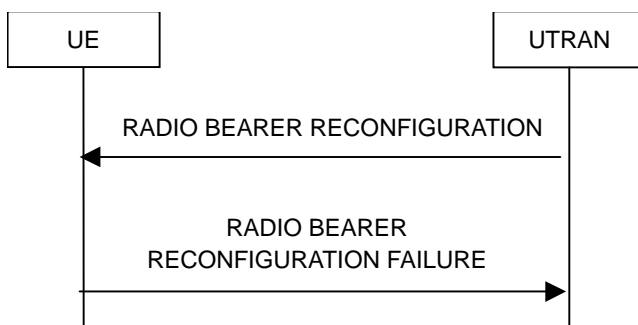 UE
UTRAN
RADIO BEARER RECONFIGURATION
RADIO BEARER
RECONFIGURATION FAILURE